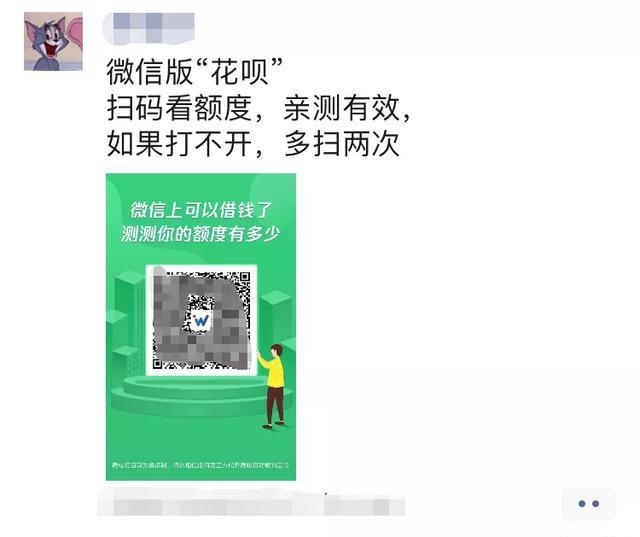 微信版“花呗”
扫码看额度，亲测有效，
如果打不开，多扫两次
微信上可以借钱了
测测你的额度有多少
W